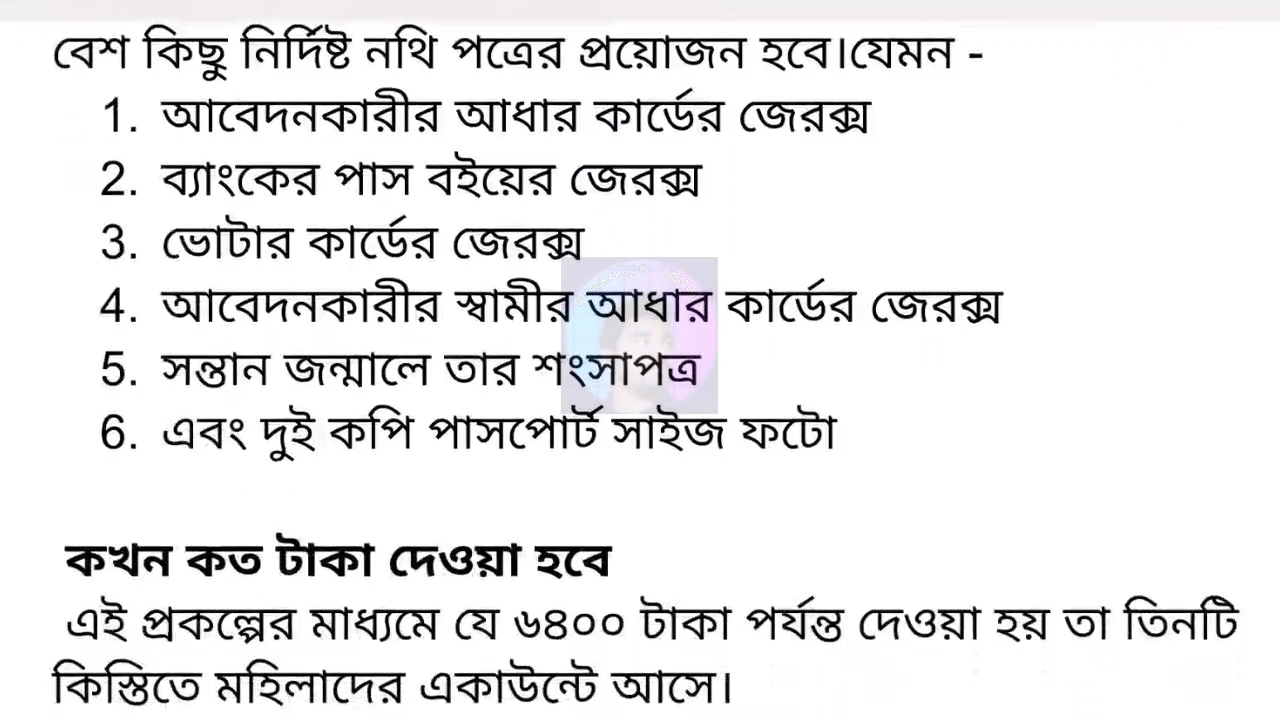 বেশ কিছু নির্দিষ্ট নথি পত্রের প্রয়োজন হবে।যেমন -
1. আবেদনকারীর আধার কার্ডের জেরক্স
2. ব্যাংকের পাস বইয়ের জেরক্স
3. ভোটার কার্ডের জেরক্স
4. আবেদনকারীর স্বামীর আধার কার্ডের জেরক্স
5. সন্তান জন্মালে তার শংসাপত্র
6. এবং দুই কপি পাসপোর্ট সাইজ ফটো
কখন কত টাকা দেওয়া হবে
এই প্রকল্পের মাধ্যমে যে ৬৪০০ টাকা পর্যন্ত দেওয়া হয় তা তিনটি
কিস্তিতে মহিলাদের একাউন্টে আসে।